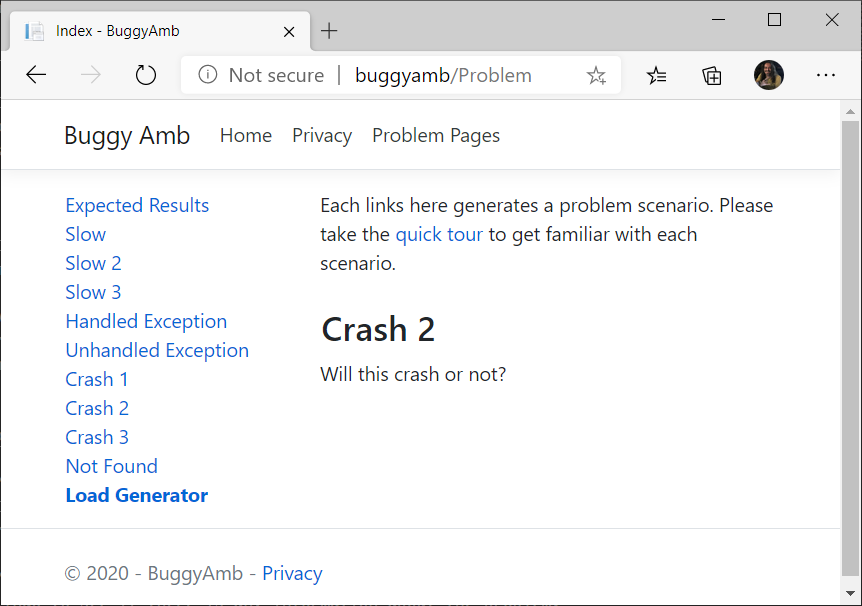 Index - BuggyAmb
Not secure | buggyamb/Problem
Buggy Amb Home Privacy Problem Pages
Expected Results
Slow
Slow 2
Slow 3
Handled Exception
Unhandled Exception
Crash 1
Crash 2
Crash 3
Not Found
Load Generator
Each links here generates a problem scenario. Please
take the quick tour to get familiar with each
scenario.
Crash 2
Will this crash or not?
© 2020 - BuggyAmb - Privacy